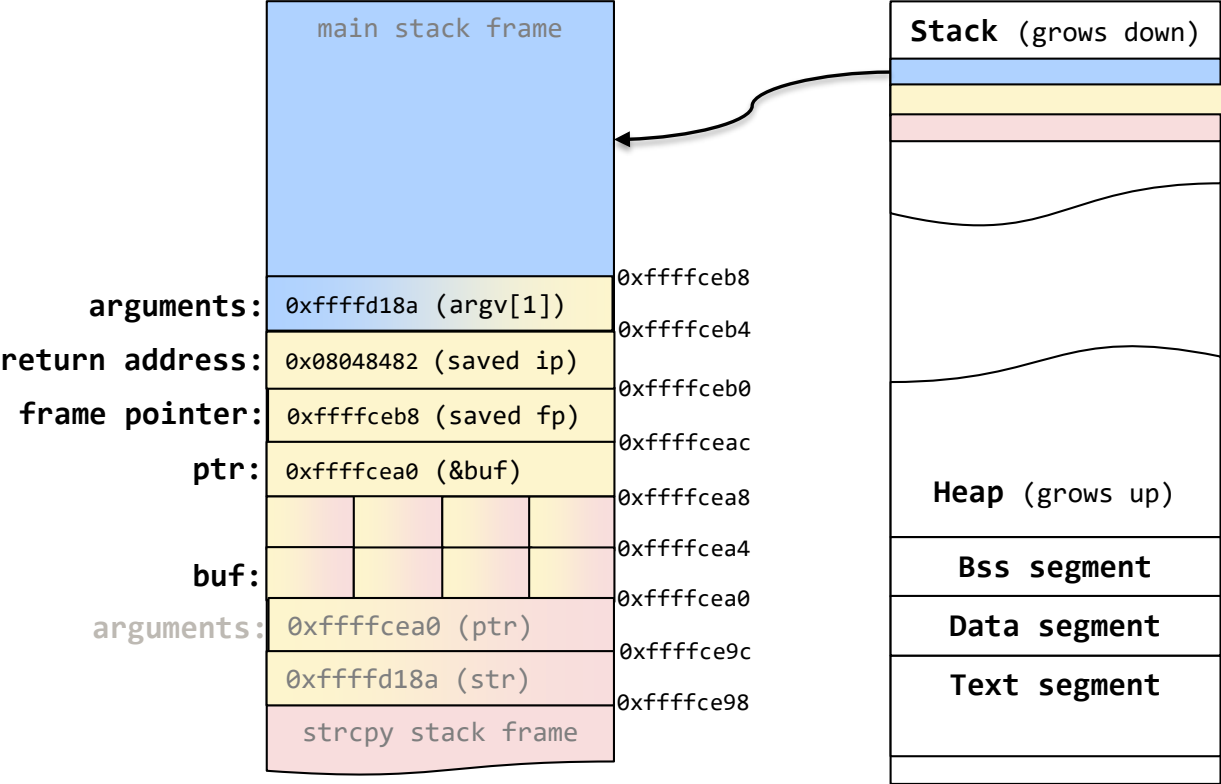 main stack frame
Stack (grows down)
0xffffceb8
arguments: 0xffffd18a (argv[1])
0xffffceb4
return address: 0x08048482 (saved ip)
0xffffceb0
frame pointer: 0xffffceb8 (saved fp)
0xffffceac
ptr: 0xffffcea0 (&buf)
0xffffcea8
Heap (grows up)
0xffffcea4
Bss segment
buf:
0xffffcea0
arguments: 0xffffcea0 (ptr)
Data segment
0xffffce9c
0xffffd18a (str)
Text segment
0xffffce98
strcpy stack frame